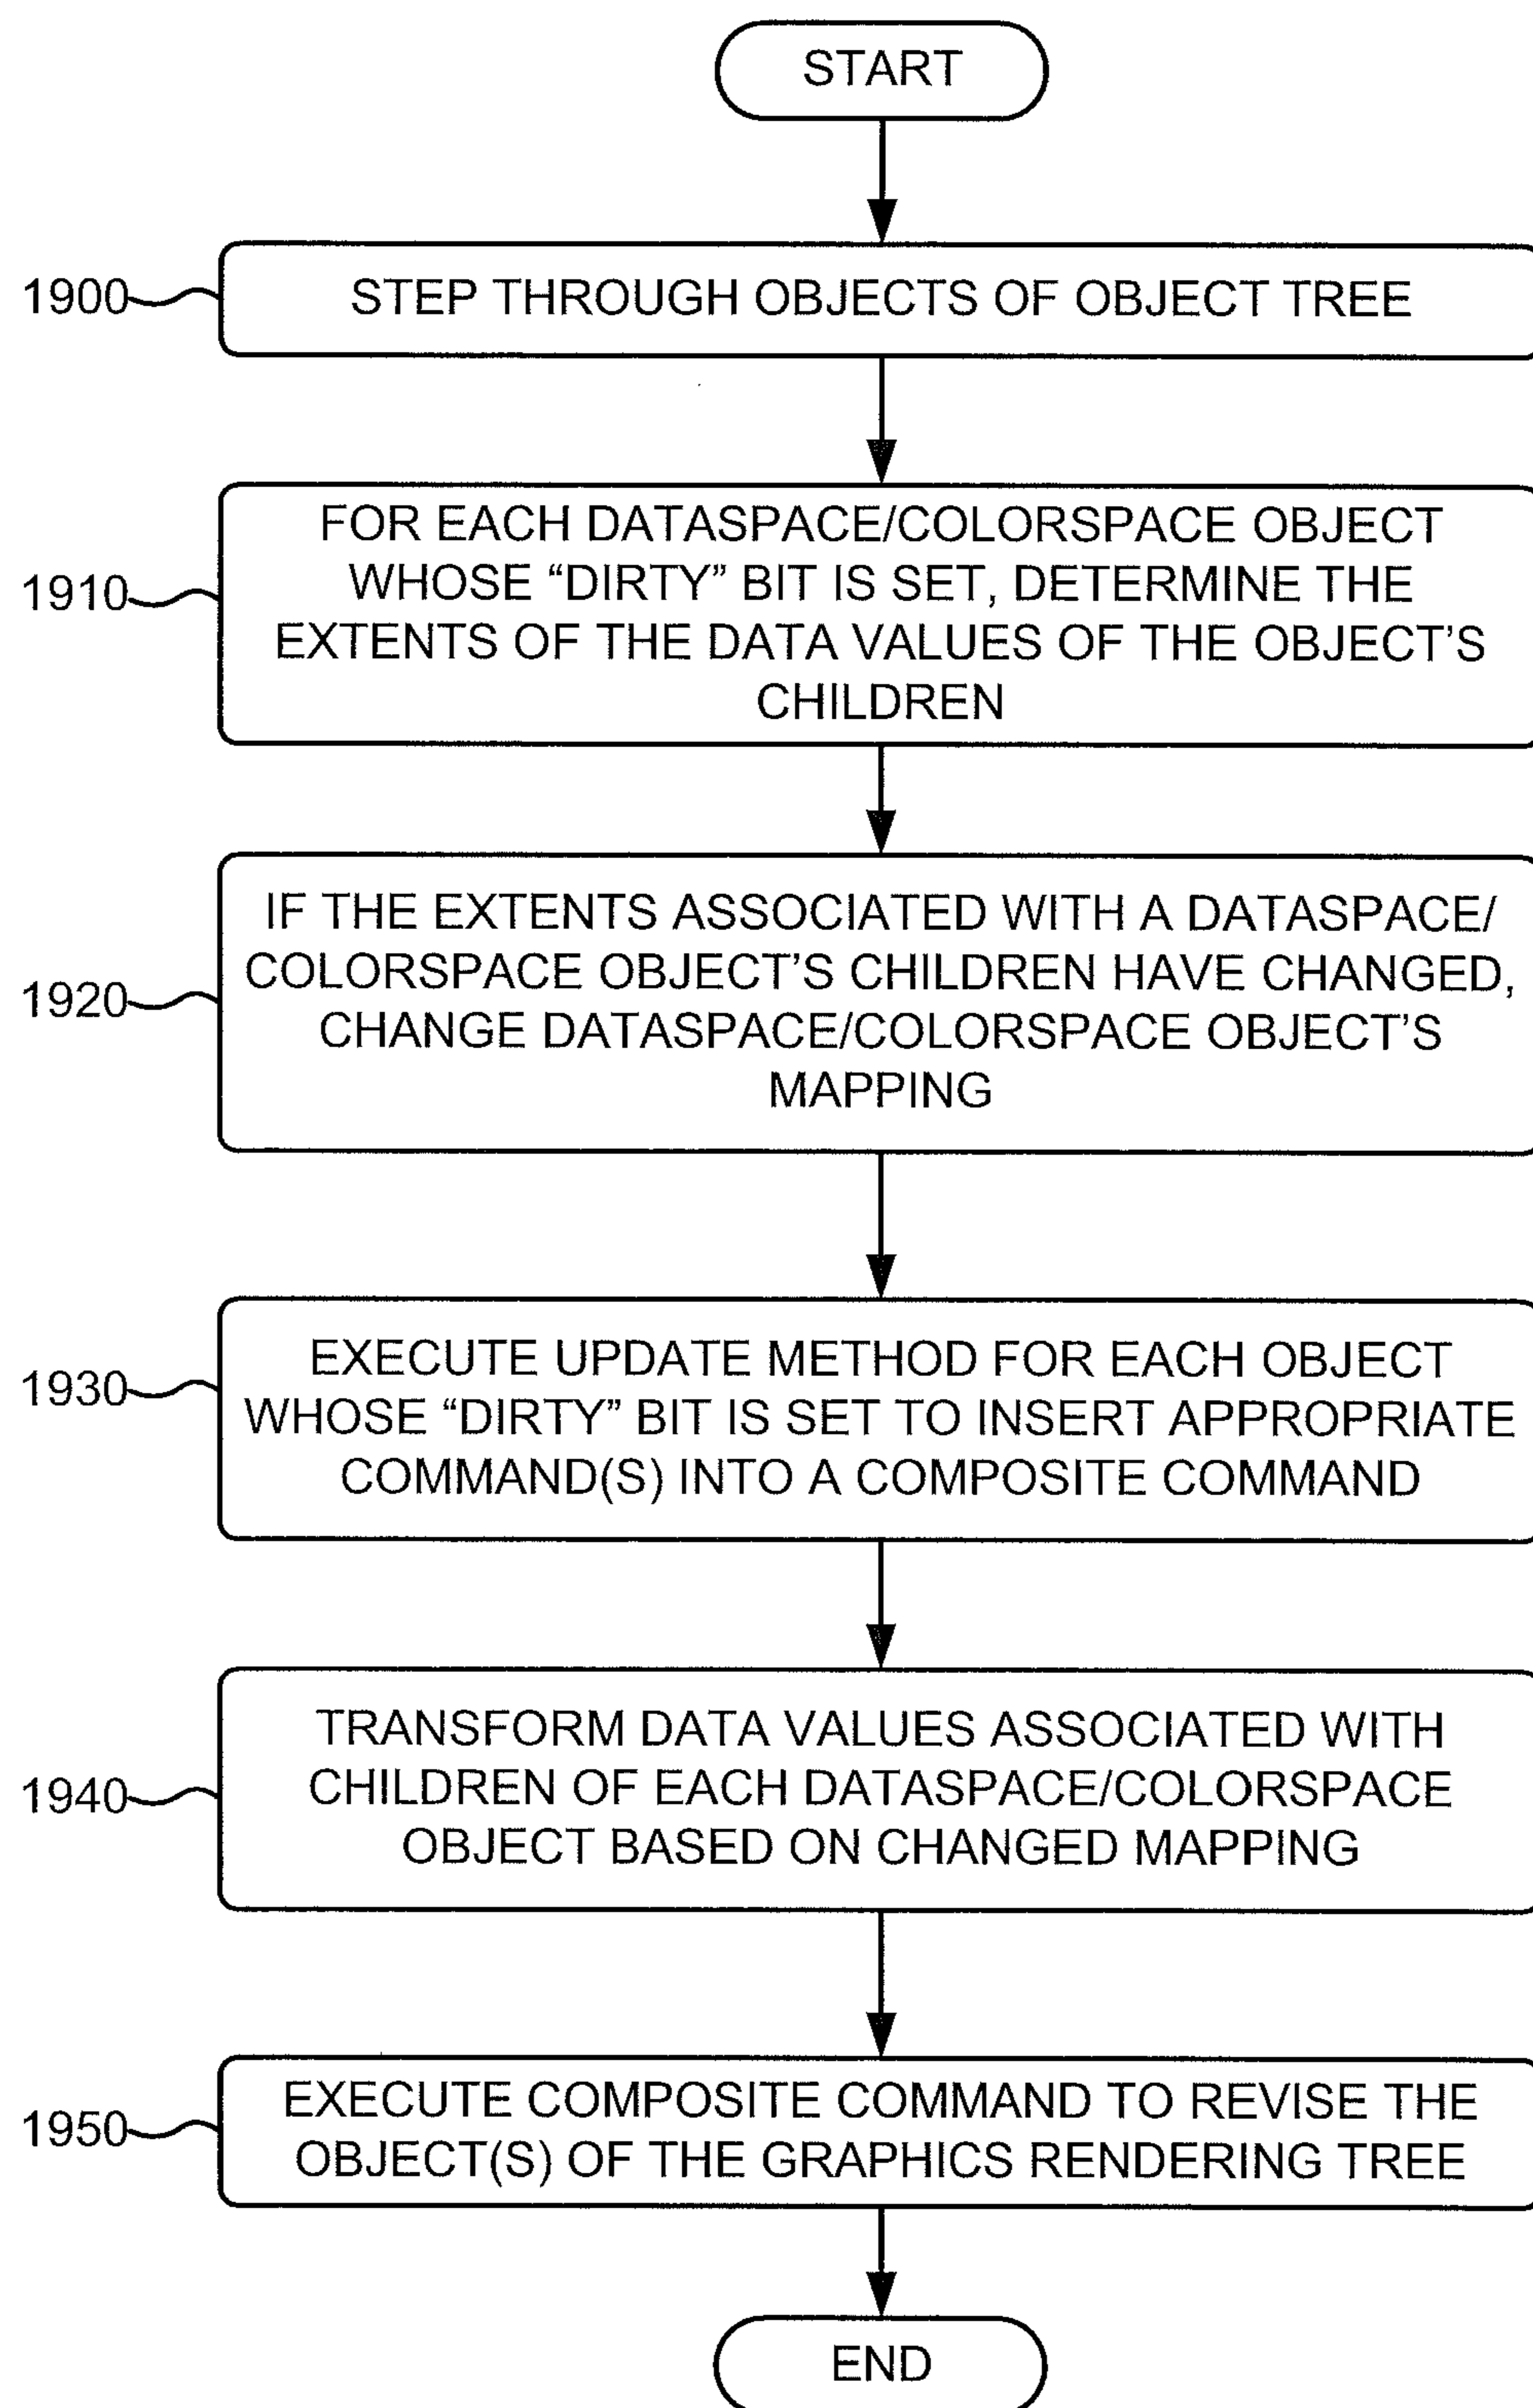 START
1900
STEP THROUGH OBJECTS OF OBJECT TREE
1910
FOR EACH DATASPACE/COLORSPACE OBJECT
WHOSE “DIRTY” BIT IS SET, DETERMINE THE
EXTENTS OF THE DATA VALUES OF THE OBJECT’S
CHILDREN
1920
IF THE EXTENTS ASSOCIATED WITH A DATASPACE/
COLORSPACE OBJECT’S CHILDREN HAVE CHANGED,
CHANGE DATASPACE/COLORSPACE OBJECT’S
MAPPING
1930
EXECUTE UPDATE METHOD FOR EACH OBJECT
WHOSE “DIRTY” BIT IS SET TO INSERT APPROPRIATE
COMMAND(S) INTO A COMPOSITE COMMAND
1940
TRANSFORM DATA VALUES ASSOCIATED WITH
CHILDREN OF EACH DATASPACE/COLORSPACE
OBJECT BASED ON CHANGED MAPPING
1950
EXECUTE COMPOSITE COMMAND TO REVISE THE
OBJECT(S) OF THE GRAPHICS RENDERING TREE
END